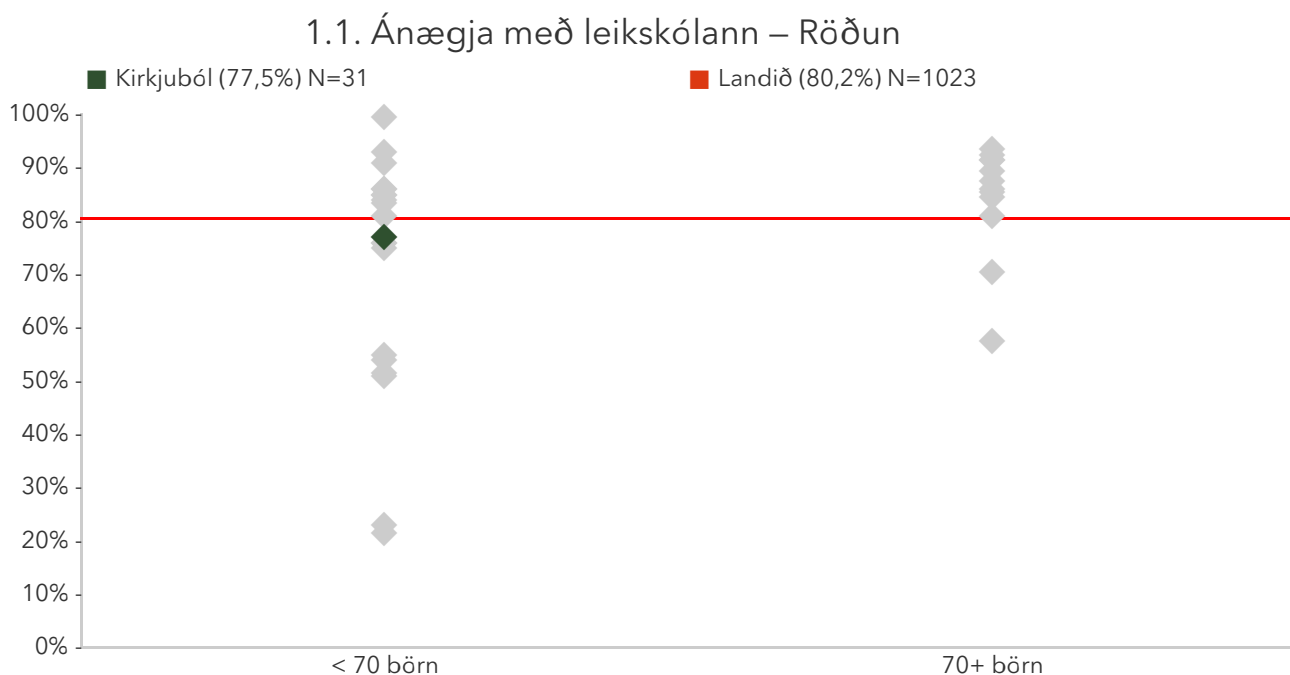 1.1. Ánægja með leikskólann – Röðun
Kirkjuból (77,5%) N=31
Landið (80,2%) N=1023
100%
90%
80%
70%
60%
50%
40%
30%
20%
10%
0%
< 70 börn
70+ börn